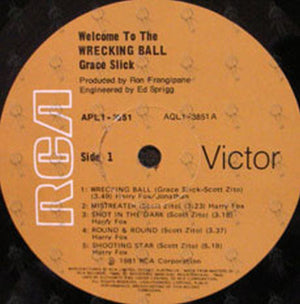 Welcome To The
WRECKING BALL
Grace Slick
Produced by Ron Frangipane
Engineered by Ed Sprigg
APL1-3851
AQL1-3851A
RCA
Side 1
Victor
1: WRECKING BALL (Grace Slick-Scott Zito)
(3.49) Harry Fox/Jonathan
2: MISTREATER (Scott Zito) (3.23) Harry Fox
3: SHOT IN THE DARK (Scott Zito) (3.18)
Harry Fox
4: ROUND & ROUND (Scott Zito) (3.37)
Harry Fox
5: SHOOTING STAR (Scott Zito) (5.19)
Harry Fox
℗ 1981 RCA Corporation